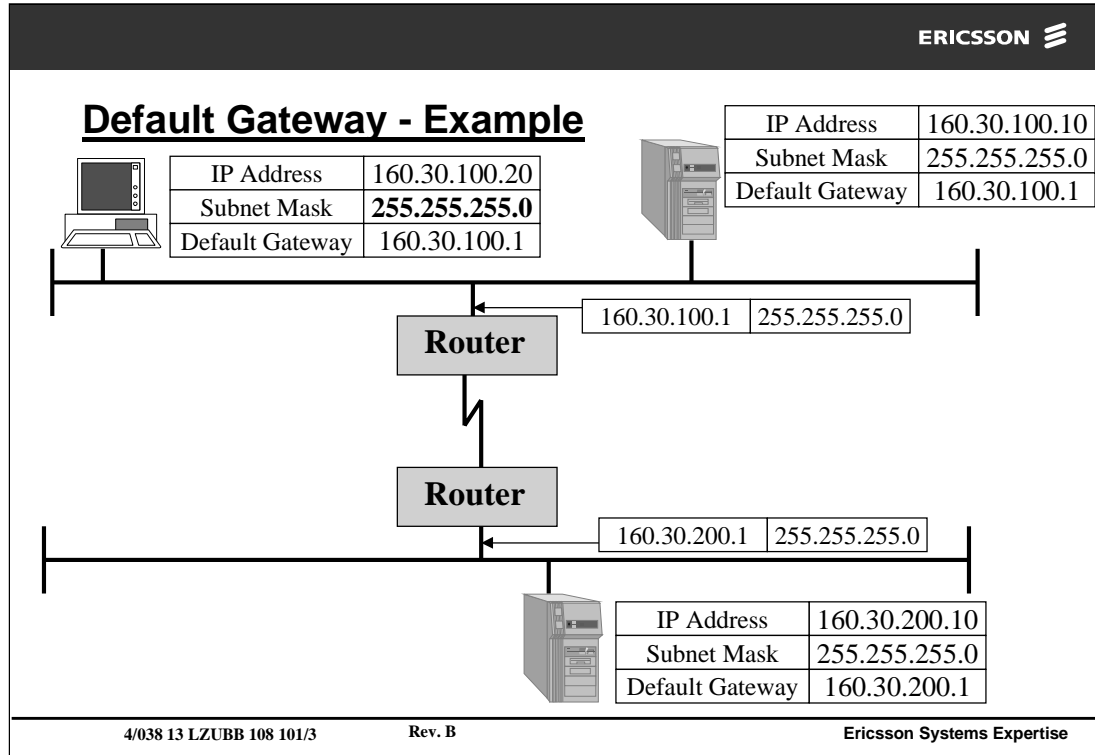 ERICSSON
Default Gateway - Example
IP Address 160.30.100.20
Subnet Mask 255.255.255.0
Default Gateway 160.30.100.1
IP Address 160.30.100.10
Subnet Mask 255.255.255.0
Default Gateway 160.30.100.1
160.30.100.1 255.255.255.0
Router
Router
160.30.200.1 255.255.255.0
IP Address 160.30.200.10
Subnet Mask 255.255.255.0
Default Gateway 160.30.200.1
4/038 13 LZUBB 108 101/3 Rev. B Ericsson Systems Expertise